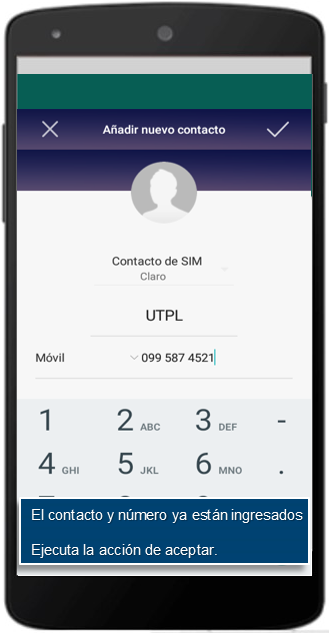 Añadir nuevo contacto
Contacto de SIM
Claro
UTPL
Móvil 099 587 4521
1 2 ABC 3 DEF -
4 GHI 5 JKL 6 MNO .
El contacto y número ya están ingresados
Ejecuta la acción de aceptar.